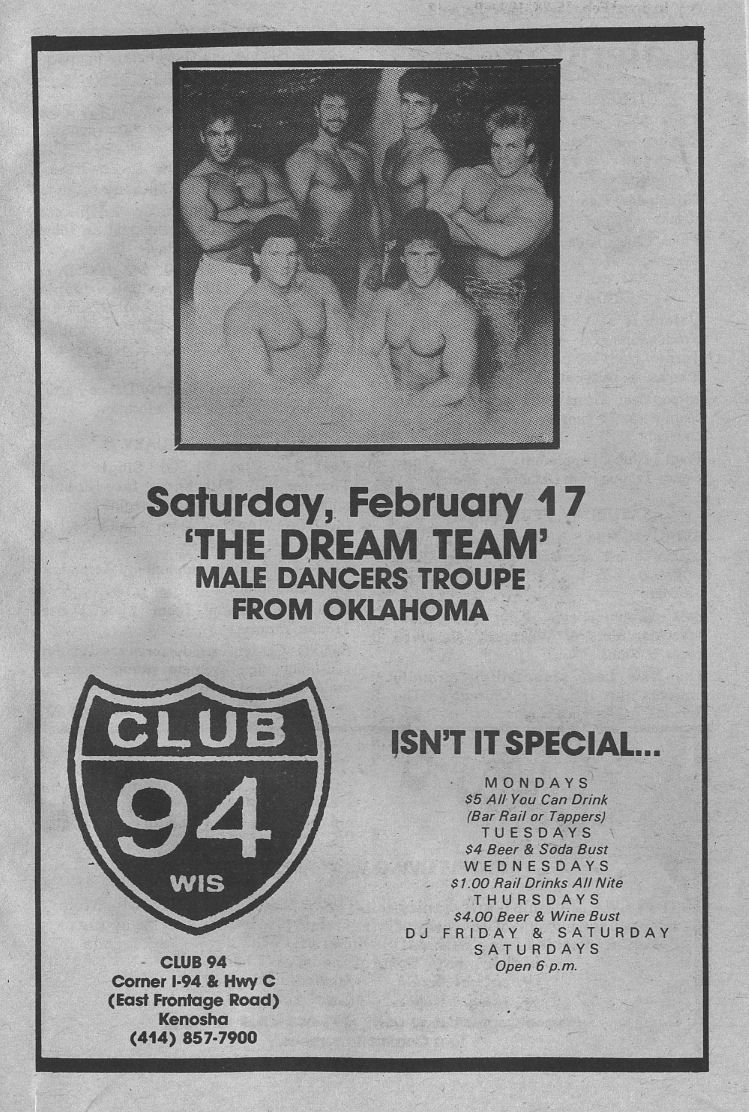 Saturday, February 17
‘THE DREAM TEAM’
MALE DANCERS TROUPE
FROM OKLAHOMA
CLUB
94
WIS
CLUB 94
Corner I-94 & Hwy C
(East Frontage Road)
Kenosha
(414) 857-7900
ISN'T IT SPECIAL...
MONDAYS
$5 All You Can Drink
(Bar Rail or Tappers)
TUESDAYS
$4 Beer & Soda Bust
WEDNESDAYS
$1.00 Rail Drinks All Nite
THURSDAYS
$4.00 Beer & Wine Bust
DJ FRIDAY & SATURDAY
SATURDAYS
Open 6 p.m.